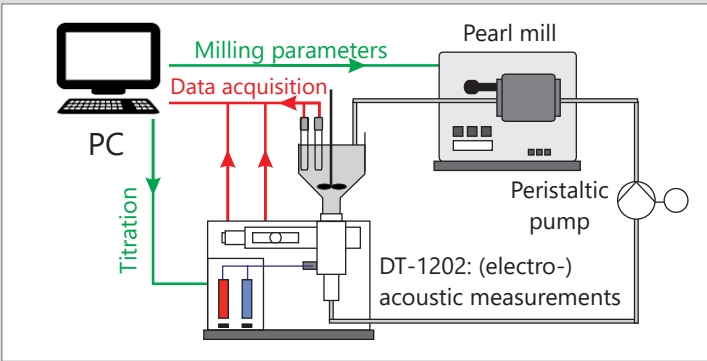 Pearl mill
Milling parameters
Data acquisition
PC
Titration
Peristaltic
pump
DT-1202: (electro-)
acoustic measurements